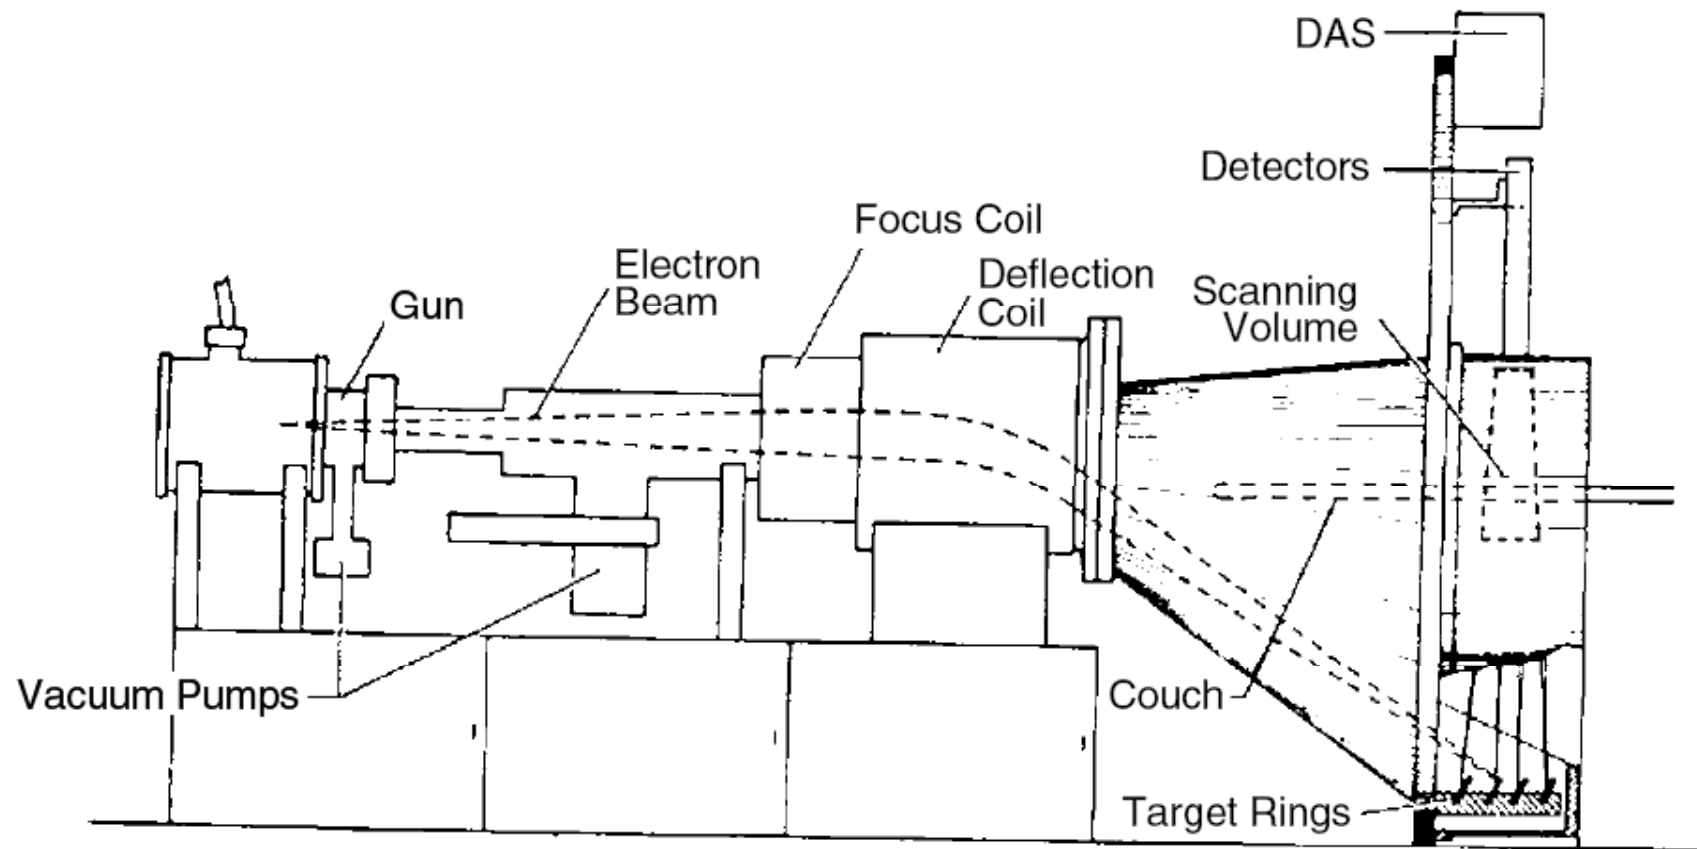 DAS
Detectors
Focus Coil
Electron
Beam
Deflection
Coil
Scanning
Volume
Gun
Vacuum Pumps
Couch
Target Rings